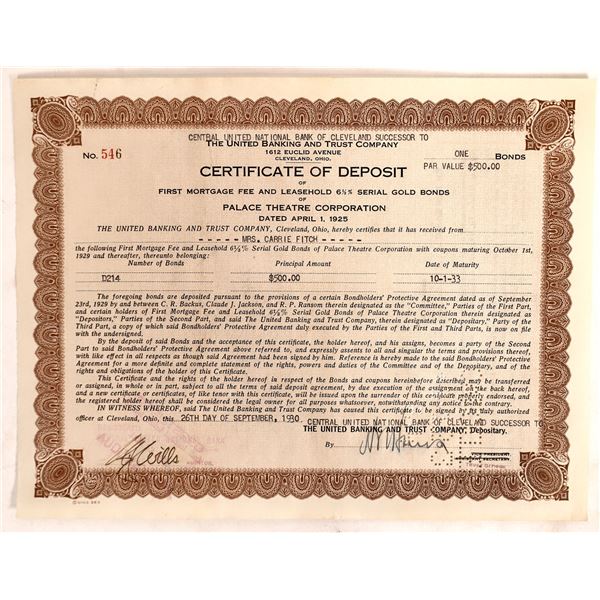 CENTRAL UNITED NATIONAL BANK OF CLEVELAND SUCCESSOR TO
THE UNITED BANKING AND TRUST COMPANY
1612 EUCLID AVENUE
CLEVELAND, OHIO.
No. 546
ONE BONDS
PAR VALUE $500.00
CERTIFICATE OF DEPOSIT
OF
FIRST MORTGAGE FEE AND LEASEHOLD 6½% SERIAL GOLD BONDS
OF
PALACE THEATRE CORPORATION
DATED APRIL 1, 1925
THE UNITED BANKING AND TRUST COMPANY, Cleveland, Ohio, hereby certifies that it has received from
- - - - - MRS. CARRIE FITCH - - - - -
the following First Mortgage Fee and Leasehold 6½% Serial Gold Bonds of Palace Theatre Corporation with coupons maturing October 1st,
1929 and thereafter, thereunto belonging:
Number of Bonds Principal Amount Date of Maturity
D214 $500.00 10-1-33
The foregoing bonds are deposited pursuant to the provisions of a certain Bondholders' Protective Agreement dated as of September
23rd, 1929 by and between C. R. Backus, Claude J. Jackson, and R. P. Ransom therein designated as the "Committee," Parties of the First
Part, and certain holders of First Mortgage Fee and Leasehold 6½% Serial Gold Bonds of Palace Theatre Corporation therein designated as
"Depositors," Parties of the Second Part, and said The United Banking and Trust Company, therein designated as "Depositary," Party of the
Third Part, a copy of which said Bondholders' Protective Agreement duly executed by the Parties of the First and Third Parts, is now on file
with the undersigned.
By the deposit of said Bonds and the acceptance of this certificate, the holder hereof, and his assigns, becomes a party of the Second
Part to said Bondholders' Protective Agreement, and expressly assents to all and singular the terms and provisions thereof,
with like effect in all respects as though said Agreement had been signed by him. Reference is hereby made to the said Bondholders' Protective
Agreement for a more definite and complete statement of the rights, powers and duties of the Committee and of the Depositary, and of the
rights and obligations of the holder of this Certificate.
This Certificate and the rights of the holder hereof in respect of the Bonds and coupons hereinbefore described may be transferred
or assigned, in whole or in part, subject to all the terms of said deposit agreement, by due execution of the assignment on the back hereof,
and a new certificate or certificates, of like tenor with this certificate, will be issued upon the surrender of this certificate properly endorsed, and
the registered holder hereof shall be considered the legal owner for all purposes whatsoever, notwithstanding any notice to the contrary.
IN WITNESS WHEREOF, said The United Banking and Trust Company has caused this certificate to be signed by its duly authorized
officer at Cleveland, Ohio, this 26TH DAY OF SEPTEMBER, 1930.
CENTRAL UNITED NATIONAL BANK OF CLEVELAND SUCCESSOR TO
THE UNITED BANKING AND TRUST COMPANY, Depositary.
By
VICE PRESIDENT
SECRETARY